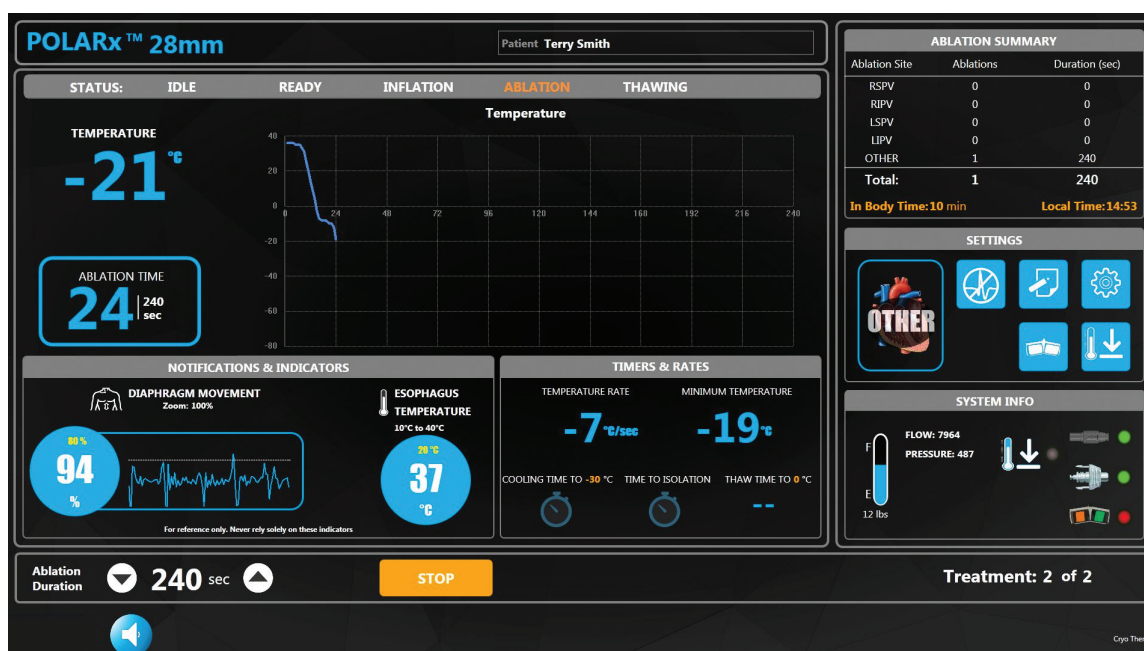 POLARx™ 28mm
Patient Terry Smith
STATUS: IDLE READY INFLATION ABLATION THAWING
TEMPERATURE
-21 °C
ABLATION TIME
24 240 sec
Temperature
40
20
0
-20
-40
-60
-80
0 24 48 72 96 120 144 168 192 216 240
NOTIFICATIONS & INDICATORS
DIAPHRAGM MOVEMENT
Zoom: 100%
80 %
94
%
ESOPHAGUS
TEMPERATURE
10°C to 40°C
20 °C
37
°C
For reference only. Never rely solely on these indicators
TIMERS & RATES
TEMPERATURE RATE MINIMUM TEMPERATURE
-7 °C/sec -19 °C
COOLING TIME TO -30 °C TIME TO ISOLATION THAW TIME TO 0 °C
--
ABLATION SUMMARY
Ablation Site Ablations Duration (sec)
RSPV 0 0
RIPV 0 0
LSPV 0 0
LIPV 0 0
OTHER 1 240
Total: 1 240
In Body Time: 10 min Local Time: 14:53
SETTINGS
OTHER
SYSTEM INFO
F
E
12 lbs
FLOW: 7964
PRESSURE: 487
Ablation
Duration
240 sec
STOP
Treatment: 2 of 2
Cryo Ther